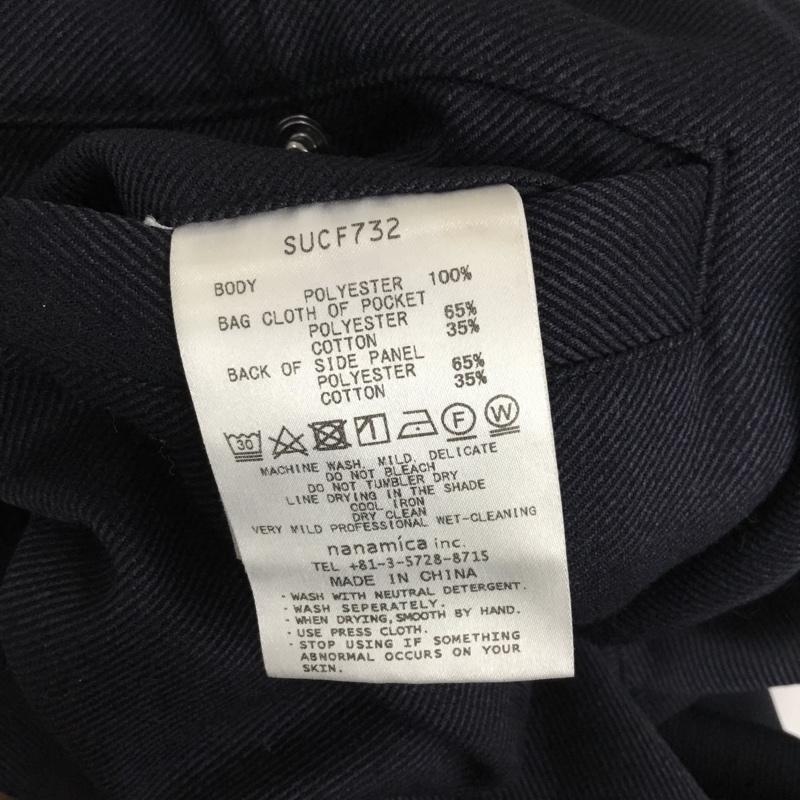 SUCF732
BODY
POLYESTER 100%
BAG CLOTH OF POCKET
POLYESTER 65%
COTTON 35%
BACK OF SIDE PANEL
POLYESTER 65%
COTTON 35%
30 F W
MACHINE WASH, MILD, DELICATE
DO NOT BLEACH
DO NOT TUMBLER DRY
LINE DRYING IN THE SHADE
COOL IRON
DRY CLEAN
VERY MILD PROFESSIONAL WET-CLEANING
nanamica inc.
TEL +81-3-5728-8715
MADE IN CHINA
・WASH WITH NEUTRAL DETERGENT.
・WASH SEPERATELY.
・WHEN DRYING, SMOOTH BY HAND.
・USE PRESS CLOTH.
・STOP USING IF SOMETHING
ABNORMAL OCCURS ON YOUR
SKIN.